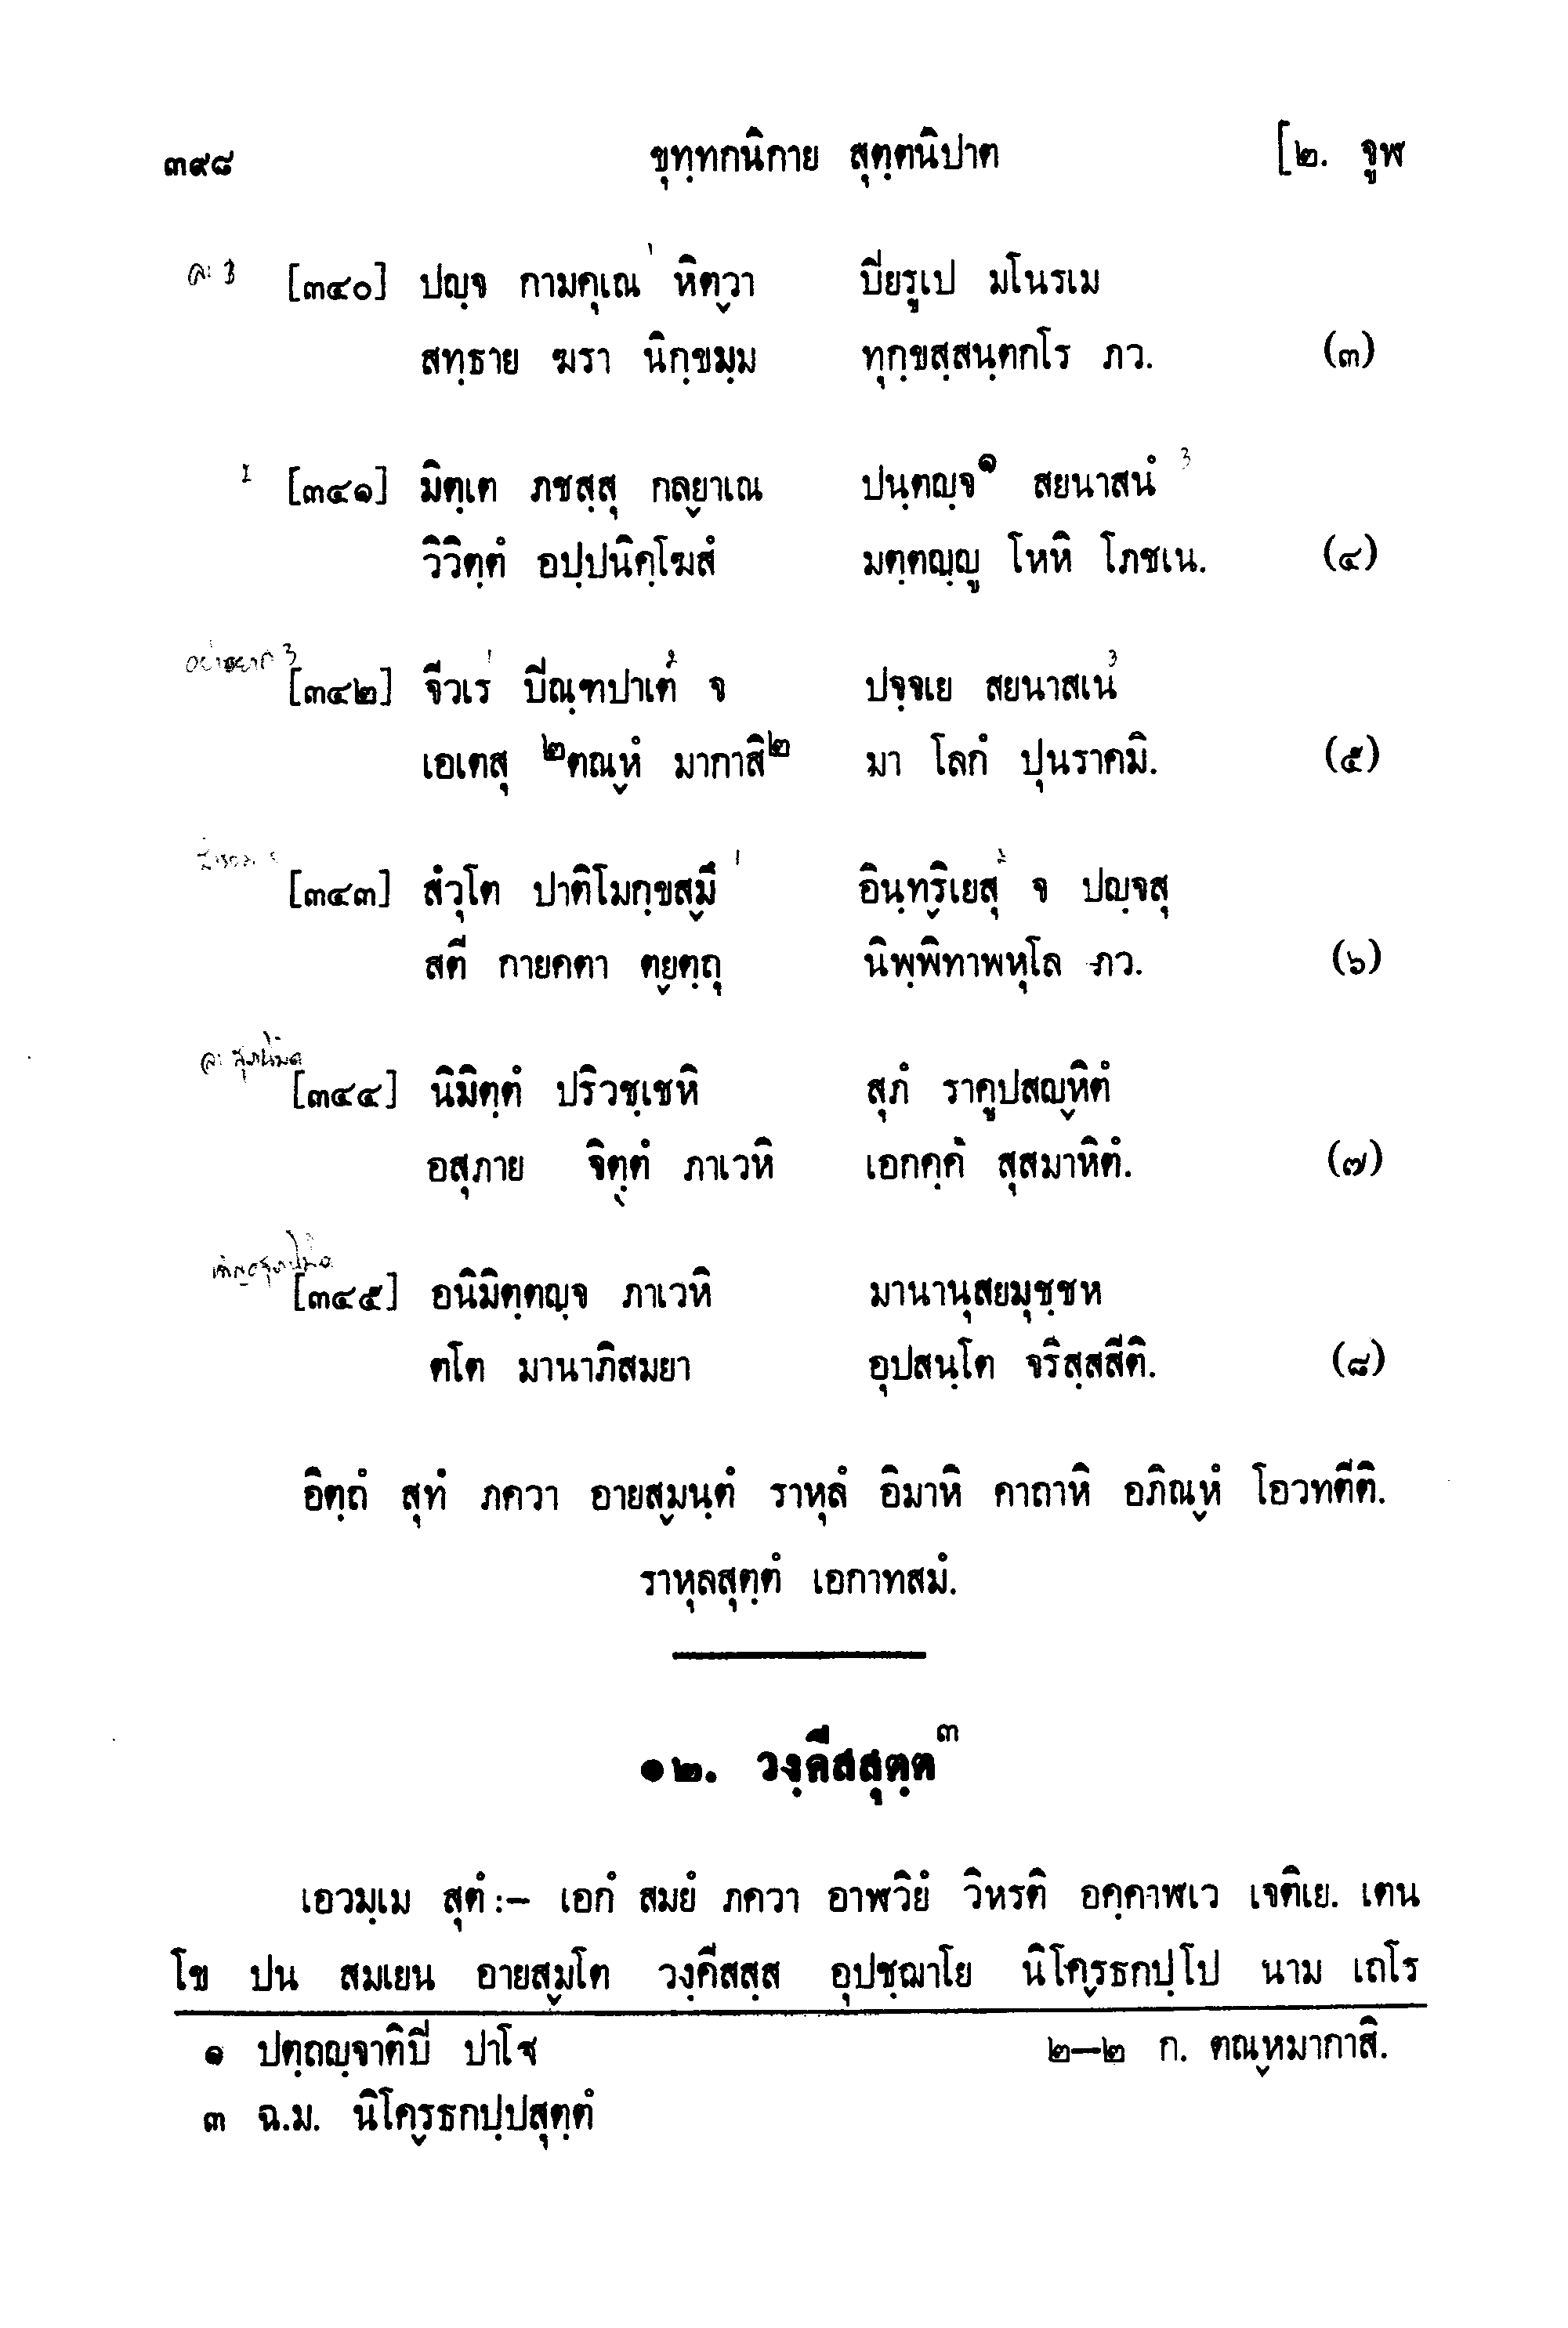 ๓๙๘ ขุทฺทกนิกาย สุตฺตนิปาต [๒. จูฬ
[๓๔๐] ปญฺจ กามคุเณ หิตฺวา ปิยรูเป มโนรเม
สทฺธาย ฆรา นิกฺขมฺม ทุกฺขสฺสนฺตกโร ภว. (๓)
[๓๔๑] มิตฺเต ภชสฺสุ กลฺยาเณ ปนฺตญฺจ๑ สยนาสนํ
วิวิตฺตํ อปฺปนิคฺโฆสํ มตฺตญฺญู โหหิ โภชเน. (๔)
[๓๔๒] จีวเร ปิณฺฑปาเต จ ปจฺจเย สยนาสเน
เอเตสุ ๒ตณฺหํ มากาสิ๒ มา โลกํ ปุนราคมิ. (๕)
[๓๔๓] สํวุโต ปาติโมกฺขสฺมึ อินฺทฺริเยสุ จ ปญฺจสุ
สตี กายคตา ตฺยตฺถุ นิพฺพิทาพหุโล ภว. (๖)
ละ สุภนิมิต
[๓๔๔] นิมิตฺตํ ปริวชฺเชหิ สุภํ ราคูปสญฺหิตํ
อสุภาย จิตฺตํ ภาเวหิ เอกคฺคํ สุสมาหิตํ. (๗)
[๓๔๕] อนิมิตฺตญฺจ ภาเวหิ มานานุสยมุชฺชห
ตโต มานาภิสมยา อุปสนฺโต จริสฺสสีติ. (๘)
อิตฺถํ สุทํ ภควา อายสฺมนฺตํ ราหุลํ อิมาหิ คาถาหิ อภิณฺหํ โอวทตีติ.
ราหุลสุตฺตํ เอกาทสมํ.
๑๒. วงฺคีสสุตฺต๓
เอวมฺเม สุตํ:– เอกํ สมยํ ภควา อาฬวิยํ วิหรติ อคฺคาฬเว เจติเย. เตน
โข ปน สมเยน อายสฺมโต วงฺคีสสฺส อุปชฺฌาโย นิโคฺรธกปฺโป นาม เถโร
๑ ปตฺถญฺจาติปิ ปาโฐ ๒–๒ ก. ตณฺหมากาสิ.
๓ ฉ.ม. นิโคฺรธกปฺปสุตฺตํ